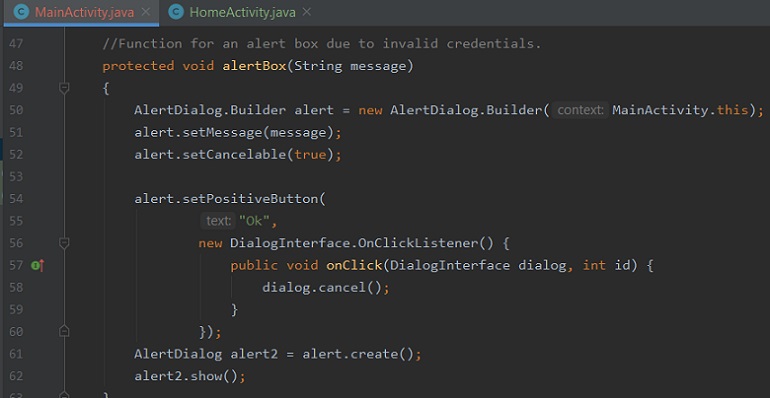 MainActivity.java × HomeActivity.java ×
47 //Function for an alert box due to invalid credentials.
48 protected void alertBox(String message)
49 {
50 AlertDialog.Builder alert = new AlertDialog.Builder( context: MainActivity.this);
51 alert.setMessage(message);
52 alert.setCancelable(true);
53
54 alert.setPositiveButton(
55 text: "Ok",
56 new DialogInterface.OnClickListener() {
57 public void onClick(DialogInterface dialog, int id) {
58 dialog.cancel();
59 }
60 });
61 AlertDialog alert2 = alert.create();
62 alert2.show();
63 }